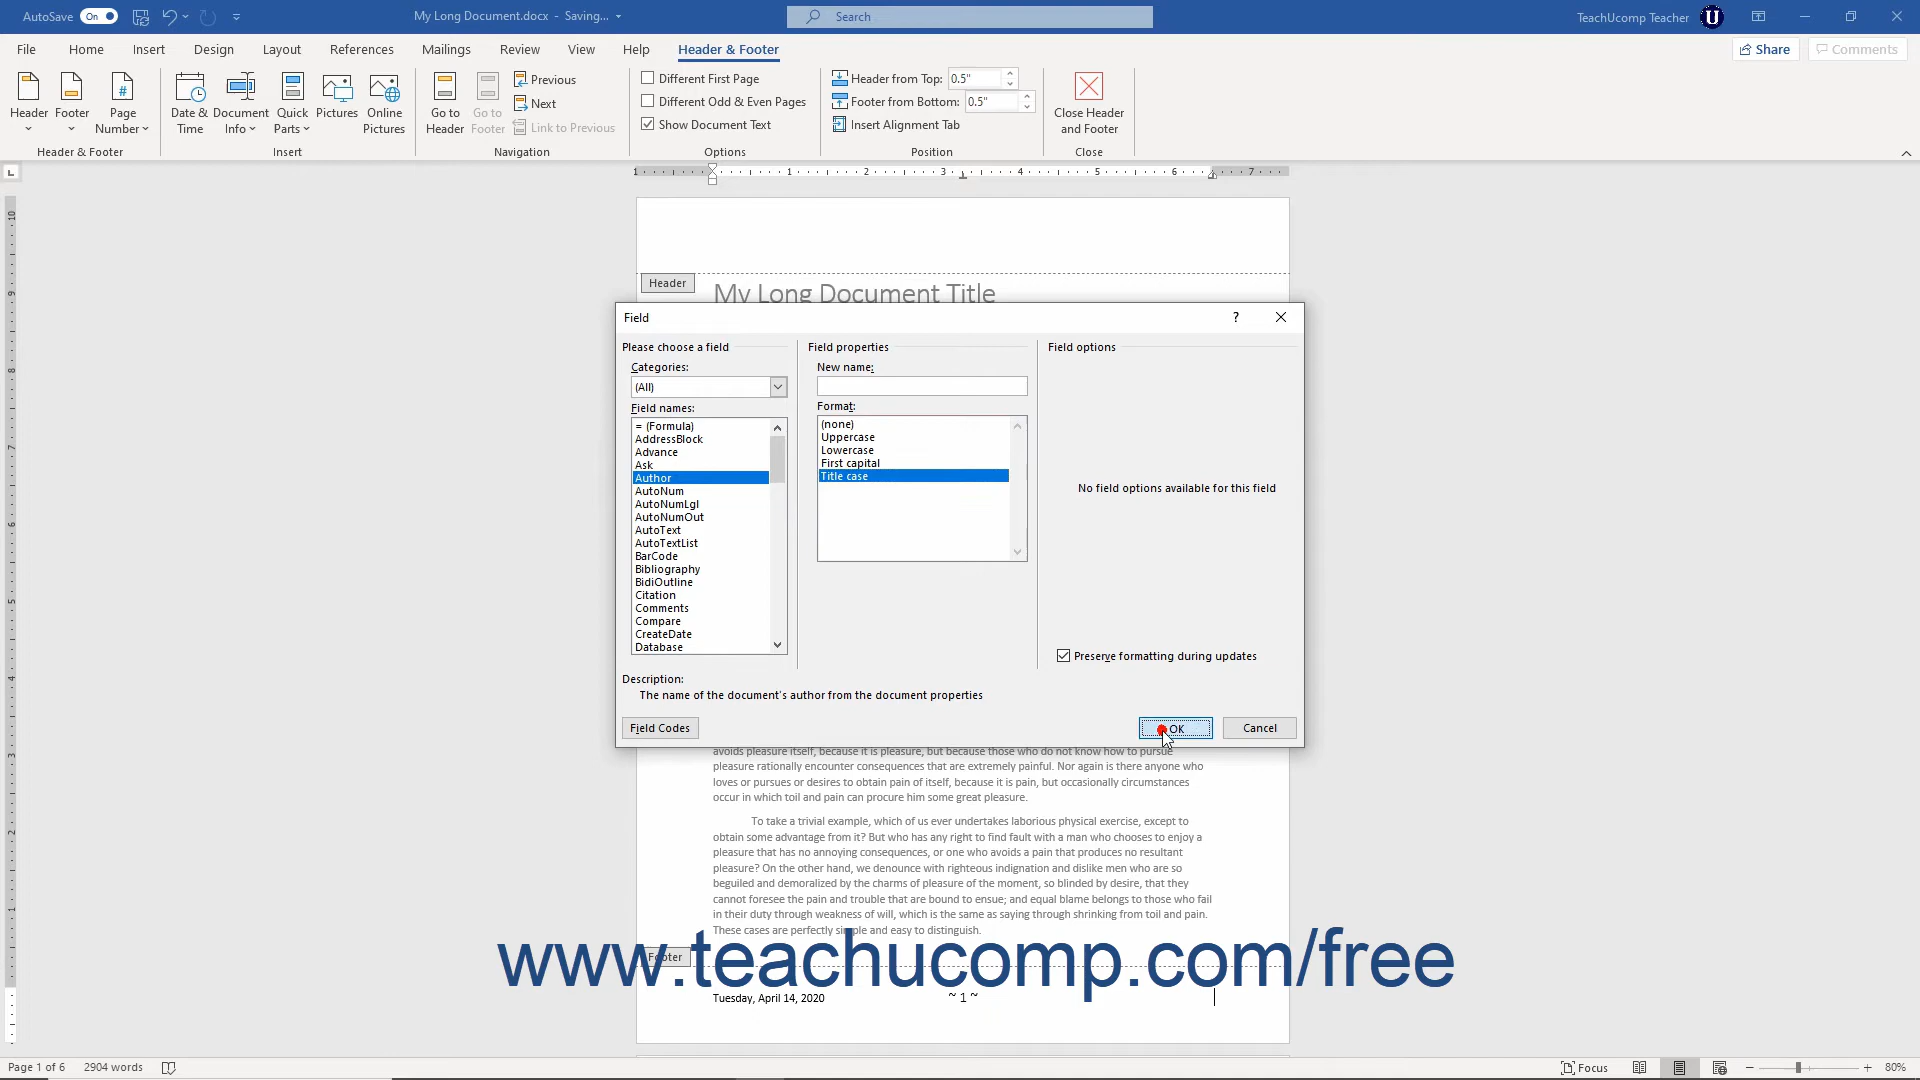 AutoSave On My Long Document.docx - Saving... Search TeachUcomp Teacher U
File Home Insert Design Layout References Mailings Review View Help Header & Footer Share Comments
Header
Footer
Page Number
Header & Footer
Date & Time
Document Info
Quick Parts
Pictures
Online Pictures
Insert
Go to Header
Go to Footer
Previous
Next
Link to Previous
Navigation
Different First Page
Different Odd & Even Pages
Show Document Text
Options
Header from Top: 0.5"
Footer from Bottom: 0.5"
Insert Alignment Tab
Position
Close Header and Footer
Close
1 1 2 3 4 5 6 7
Header
My Long Document Title
Field ?
Please choose a field
Categories:
(All)
Field names:
= (Formula)
AddressBlock
Advance
Ask
Author
AutoNum
AutoNumLgl
AutoNumOut
AutoText
AutoTextList
BarCode
Bibliography
BidiOutline
Citation
Comments
Compare
CreateDate
Database
Field properties
New name:
Format:
(none)
Uppercase
Lowercase
First capital
Title case
Field options
No field options available for this field
Preserve formatting during updates
Description:
The name of the document's author from the document properties
Field Codes OK Cancel
avoids pleasure itself, because it is pleasure, but because those who do not know how to pursue
pleasure rationally encounter consequences that are extremely painful. Nor again is there anyone who
loves or pursues or desires to obtain pain of itself, because it is pain, but occasionally circumstances
occur in which toil and pain can procure him some great pleasure.
To take a trivial example, which of us ever undertakes laborious physical exercise, except to
obtain some advantage from it? But who has any right to find fault with a man who chooses to enjoy a
pleasure that has no annoying consequences, or one who avoids a pain that produces no resultant
pleasure? On the other hand, we denounce with righteous indignation and dislike men who are so
beguiled and demoralized by the charms of pleasure of the moment, so blinded by desire, that they
cannot foresee the pain and trouble that are bound to ensue; and equal blame belongs to those who fail
in their duty through weakness of will, which is the same as saying through shrinking from toil and pain.
These cases are perfectly simple and easy to distinguish.
Footer
www.teachucomp.com/free
Tuesday, April 14, 2020 ~ 1 ~
Page 1 of 6 2904 words Focus 80%